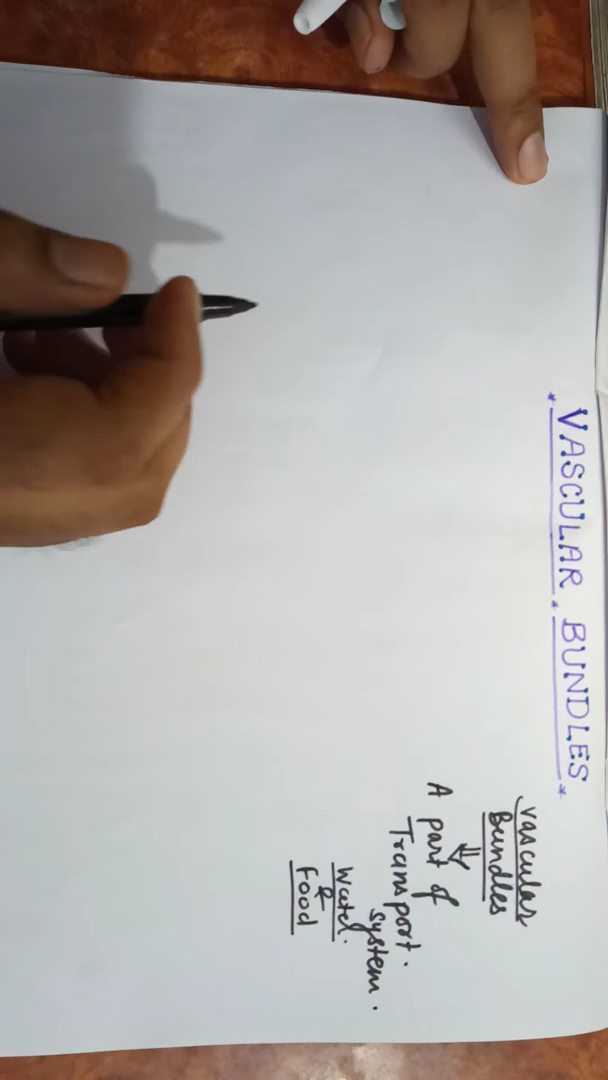 VASCULAR BUNDLES
Vascular
Bundles
⇓
A part of
Transport
system.
Water
&
Food